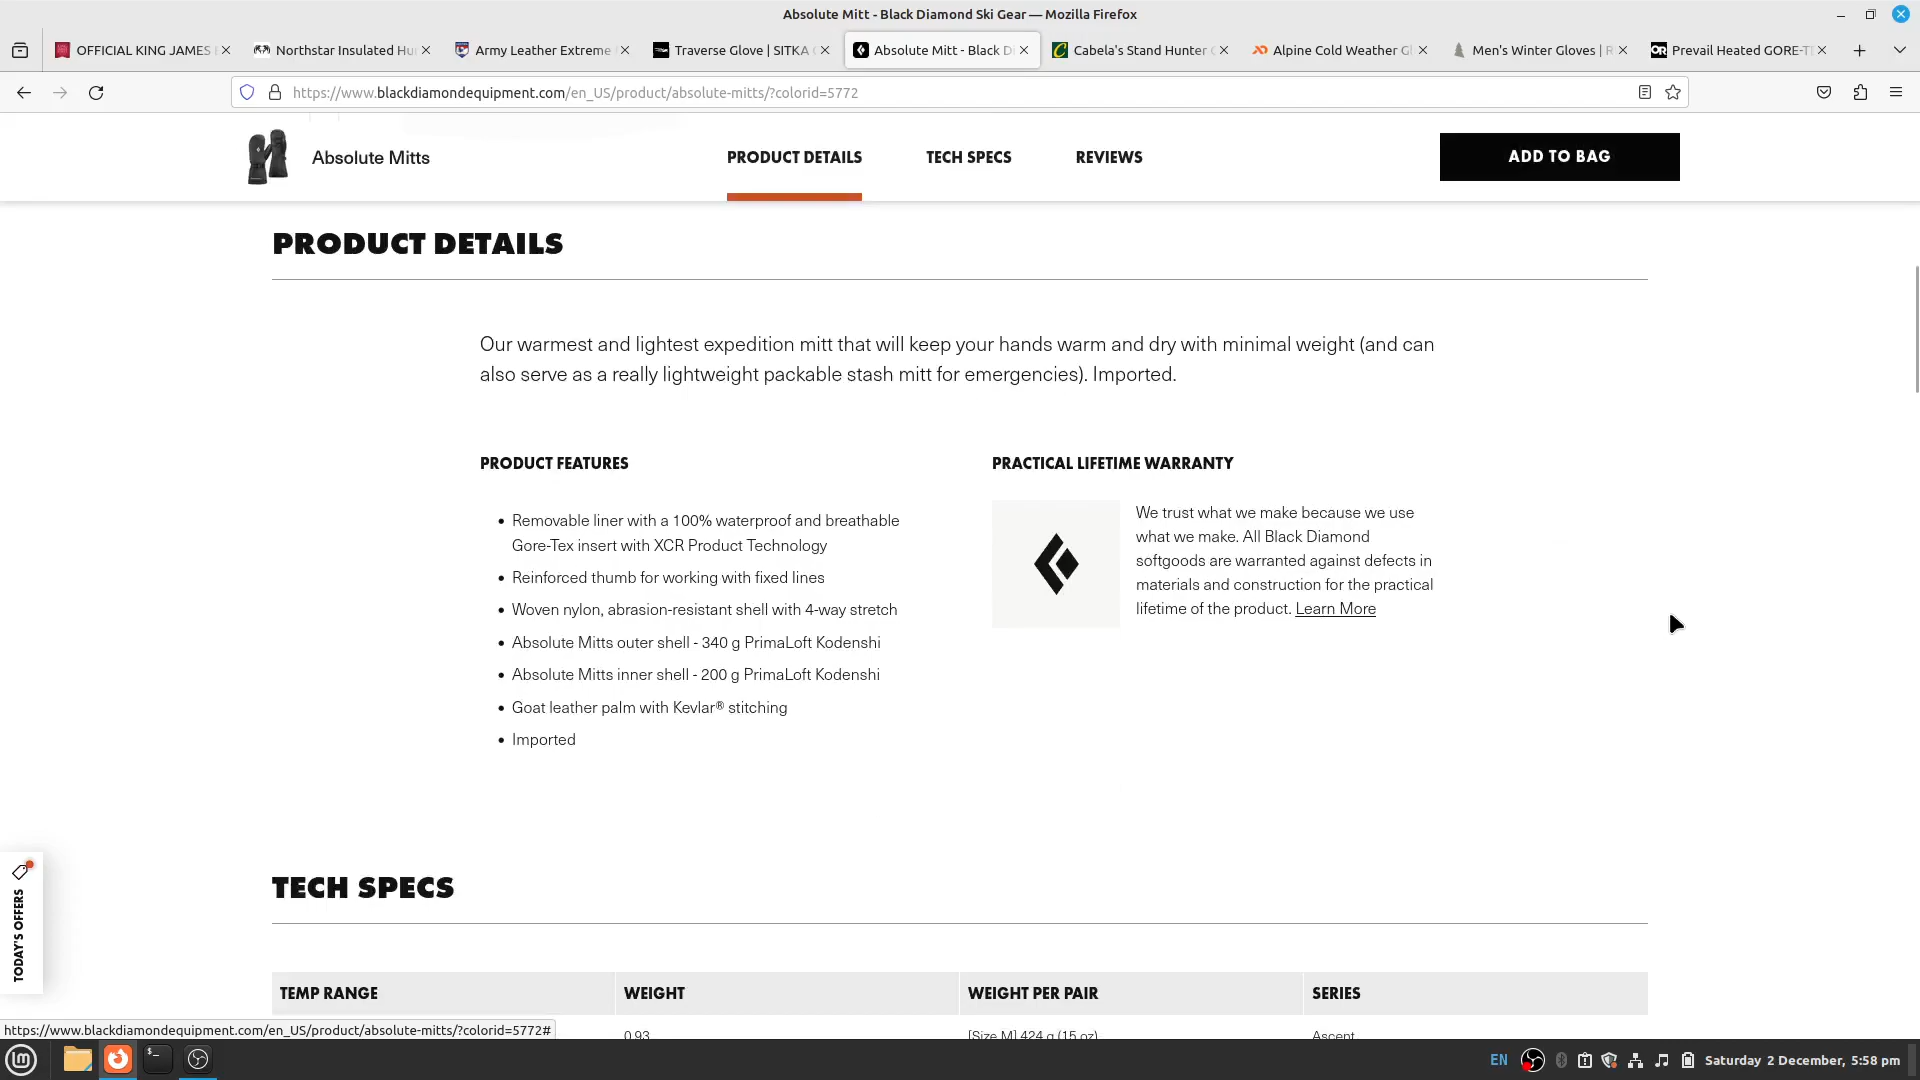 Absolute Mitt - Black Diamond Ski Gear — Mozilla Firefox
OFFICIAL KING JAMES
Northstar Insulated Hu
Army Leather Extreme
Traverse Glove | SITKA
Absolute Mitt - Black D
Cabela's Stand Hunter
Alpine Cold Weather Gl
Men's Winter Gloves | R
OR
Prevail Heated GORE-T
https://www.blackdiamondequipment.com/en_US/product/absolute-mitts/?colorid=5772
Absolute Mitts
PRODUCT DETAILS
TECH SPECS
REVIEWS
ADD TO BAG
PRODUCT DETAILS
Our warmest and lightest expedition mitt that will keep your hands warm and dry with minimal weight (and can
also serve as a really lightweight packable stash mitt for emergencies). Imported.
PRODUCT FEATURES
• Removable liner with a 100% waterproof and breathable
Gore-Tex insert with XCR Product Technology
• Reinforced thumb for working with fixed lines
• Woven nylon, abrasion-resistant shell with 4-way stretch
• Absolute Mitts outer shell - 340 g PrimaLoft Kodenshi
• Absolute Mitts inner shell - 200 g PrimaLoft Kodenshi
• Goat leather palm with Kevlar® stitching
• Imported
PRACTICAL LIFETIME WARRANTY
We trust what we make because we use
what we make. All Black Diamond
softgoods are warranted against defects in
materials and construction for the practical
lifetime of the product. Learn More
TODAY'S OFFERS
TECH SPECS
TEMP RANGE
WEIGHT
WEIGHT PER PAIR
SERIES
0.93
[Size M] 424 g (15 oz)
Ascent
https://www.blackdiamondequipment.com/en_US/product/absolute-mitts/?colorid=5772#
EN
Saturday 2 December, 5:58 pm